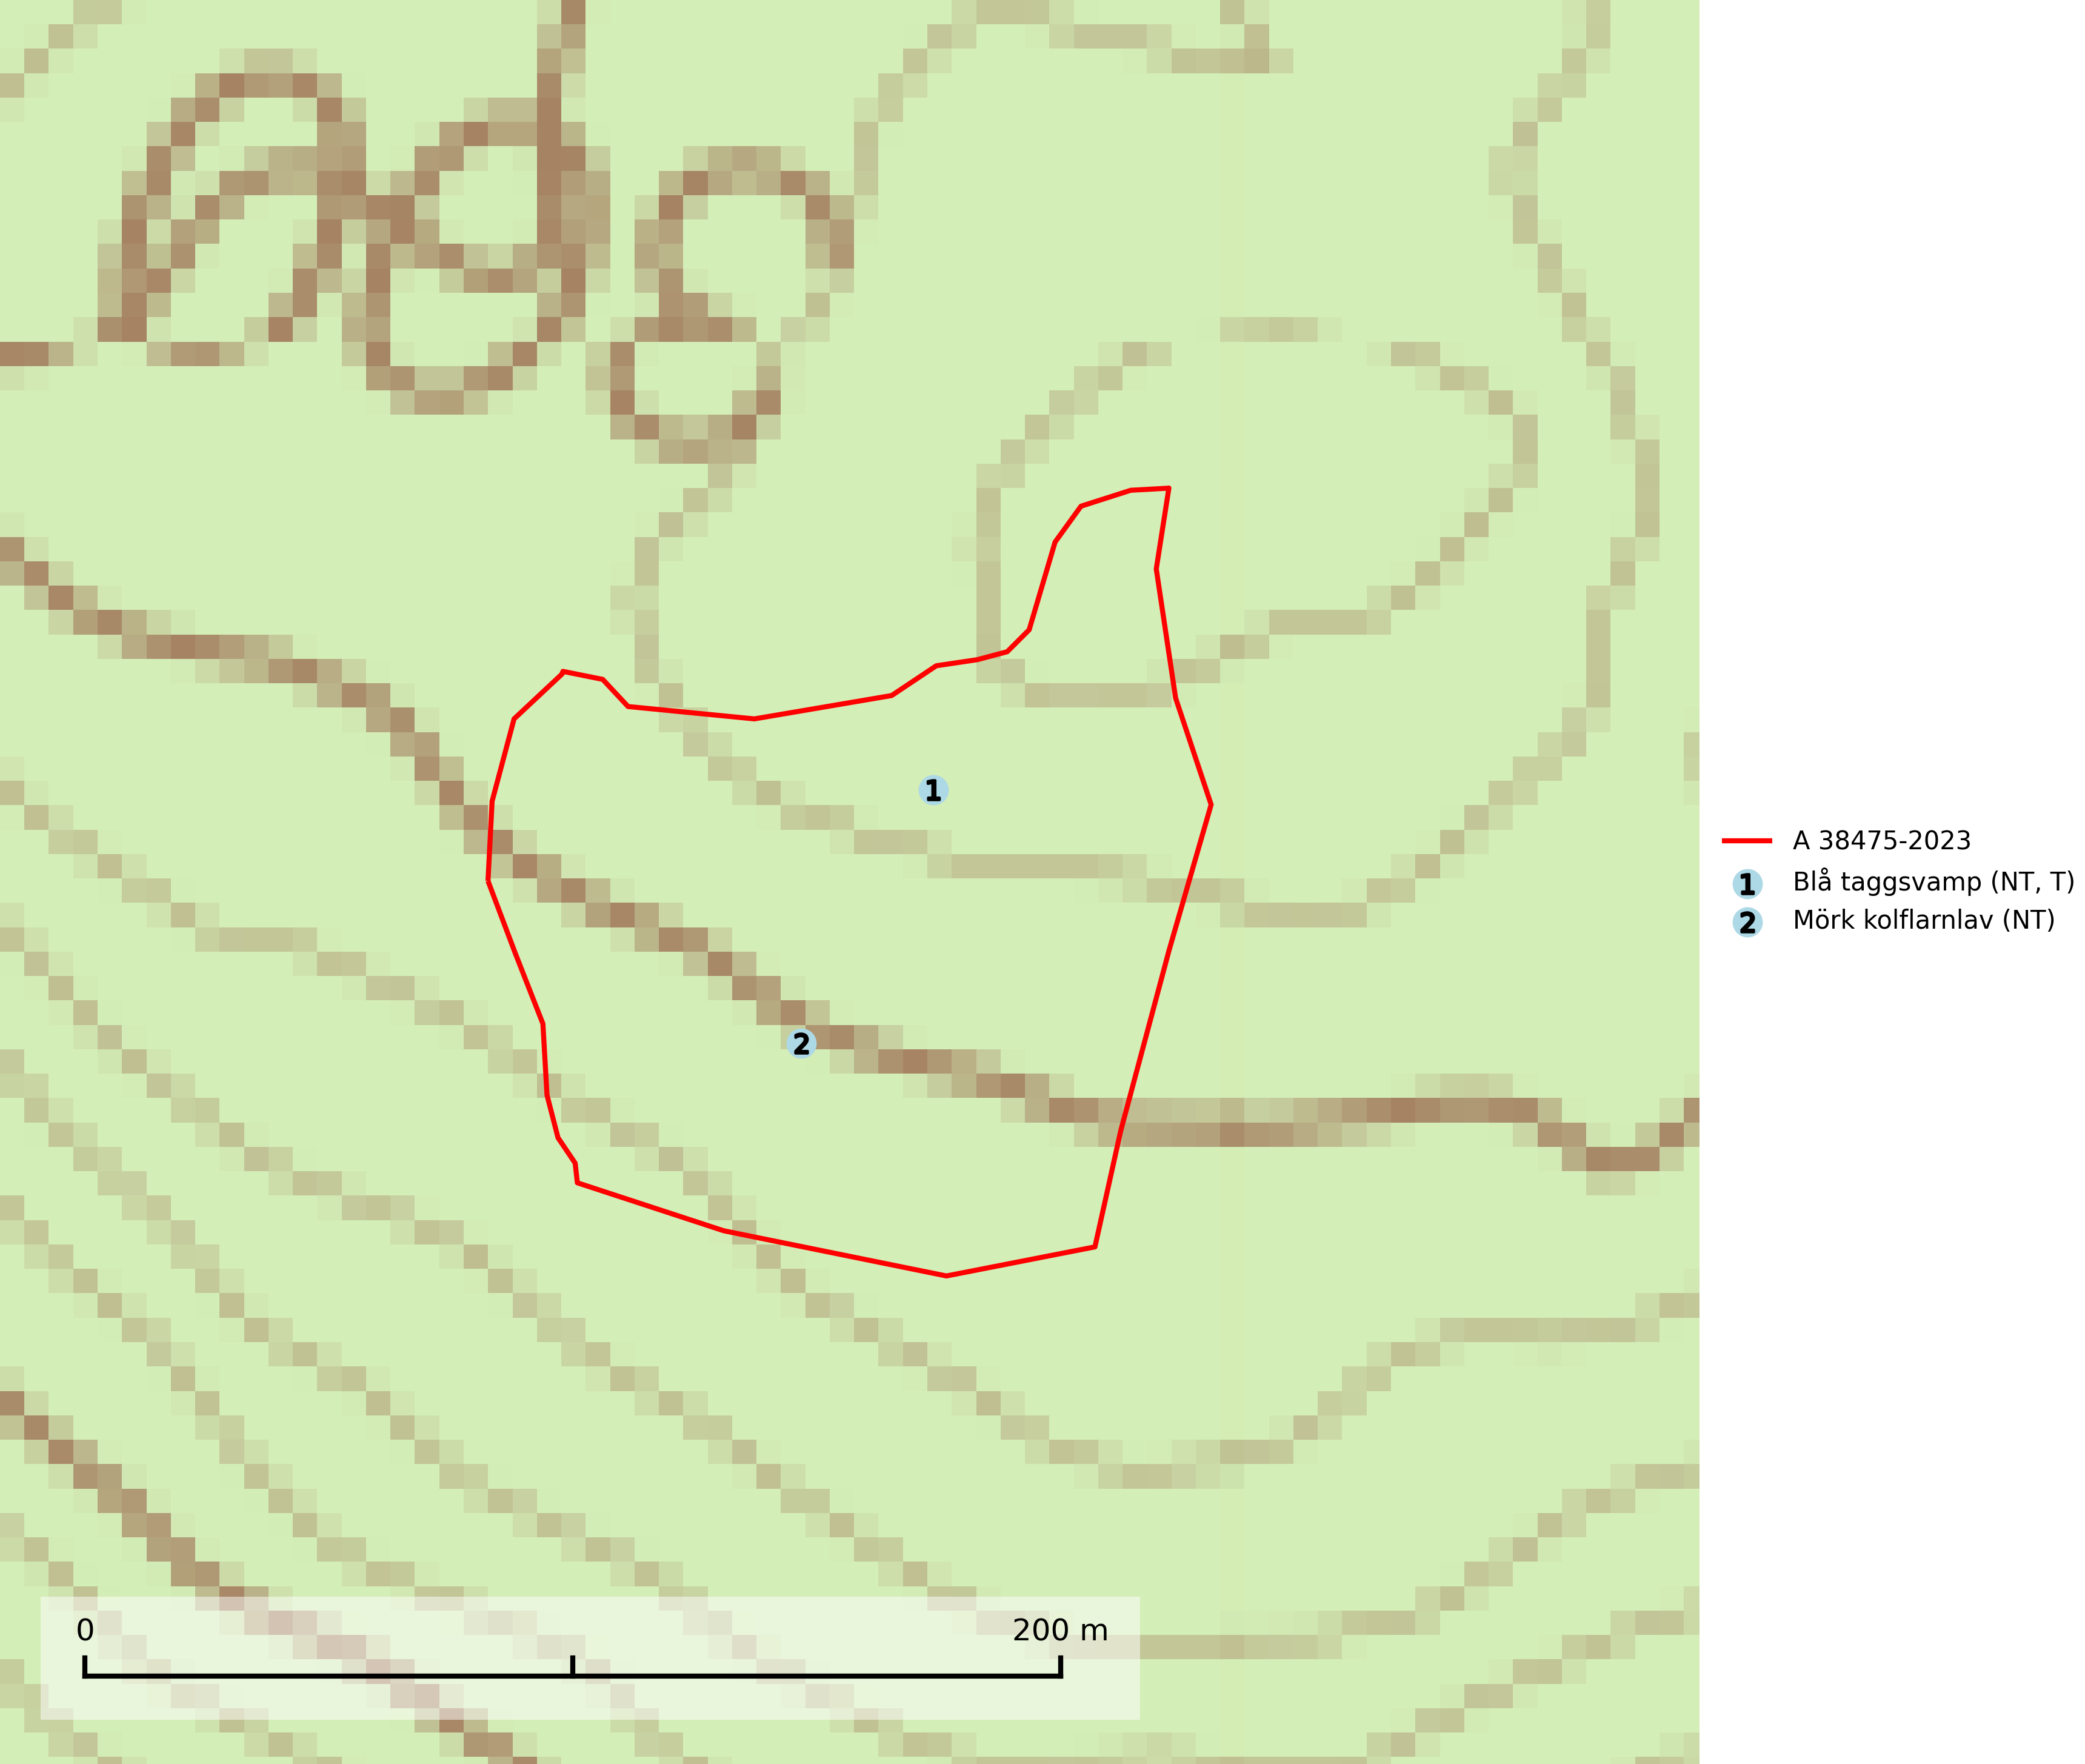 1
2
A 38475-2023
1 Blå taggsvamp (NT, T)
2 Mörk kolflarnlav (NT)
0 200 m